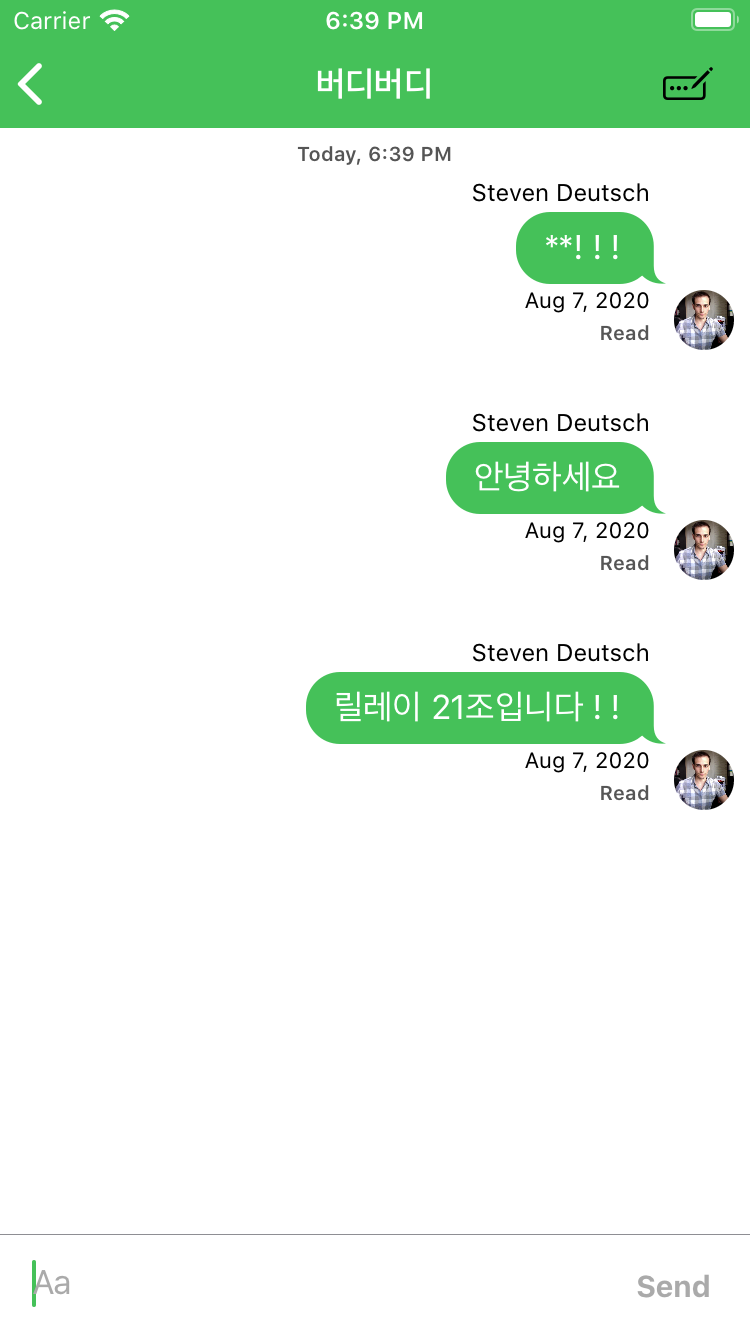 Carrier 6:39 PM
버디버디
Today, 6:39 PM
Steven Deutsch
**! ! !
Aug 7, 2020
Read
Steven Deutsch
안녕하세요
Aug 7, 2020
Read
Steven Deutsch
릴레이 21조입니다 ! !
Aug 7, 2020
Read
Aa Send